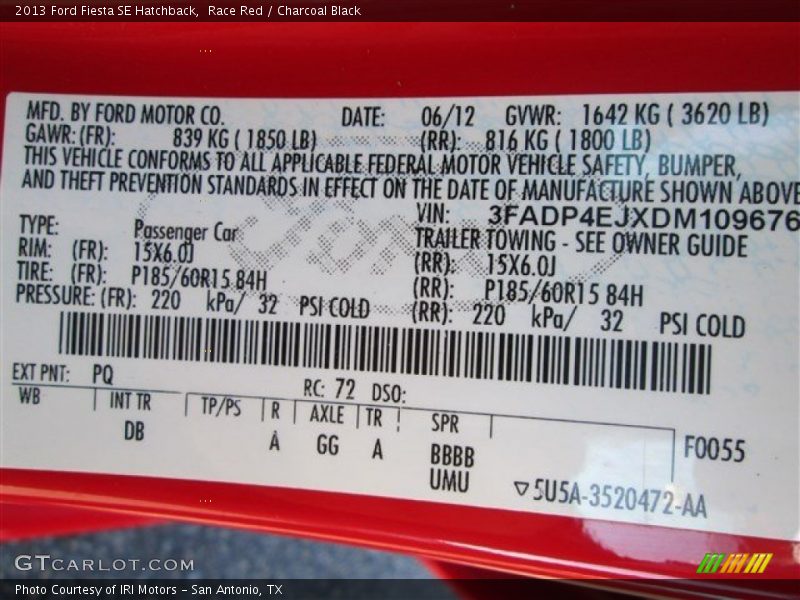 2013 Ford Fiesta SE Hatchback,  Race Red / Charcoal Black
MFD. BY FORD MOTOR CO. DATE: 06/12 GVWR: 1642 KG ( 3620 LB)
GAWR: (FR): 839 KG ( 1850 LB) (RR): 816 KG ( 1800 LB)
THIS VEHICLE CONFORMS TO ALL APPLICABLE FEDERAL MOTOR VEHICLE SAFETY, BUMPER,
AND THEFT PREVENTION STANDARDS IN EFFECT ON THE DATE OF MANUFACTURE SHOWN ABOVE
VIN: 3FADP4EJXDM109676
TYPE: Passenger Car TRAILER TOWING - SEE OWNER GUIDE
RIM: (FR): 15X6.0J (RR): 15X6.0J
TIRE: (FR): P185/60R15 84H (RR): P185/60R15 84H
PRESSURE: (FR): 220 kPa/ 32 PSI COLD (RR): 220 kPa/ 32 PSI COLD
EXT PNT: PQ RC: 72 DSO:
WB INT TR TP/PS R AXLE TR SPR F0055
DB A GG A BBBB
UMU ▽5U5A-3520472-AA
GTCARLOT.COM
Photo Courtesy of IRI Motors – San Antonio, TX